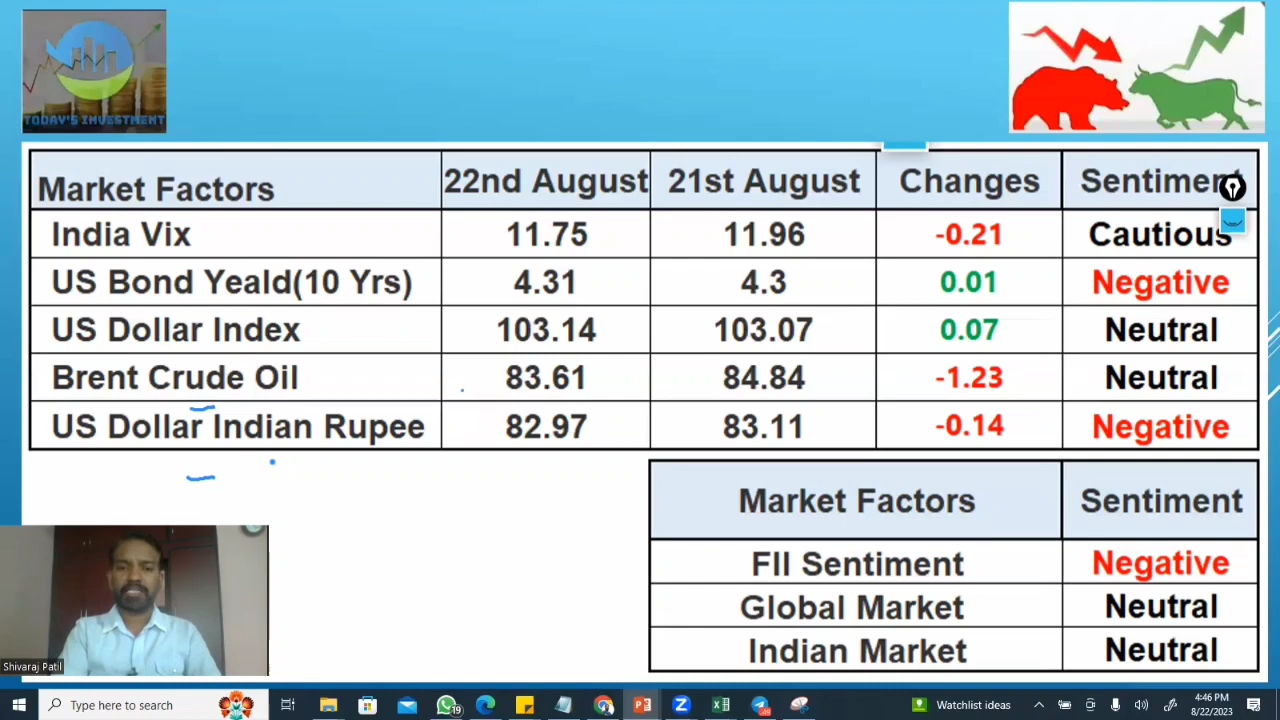 TODAY'S INVESTMENT
Market Factors 22nd August 21st August Changes Sentiment
India Vix 11.75 11.96 -0.21 Cautious
US Bond Yeald(10 Yrs) 4.31 4.3 0.01 Negative
US Dollar Index 103.14 103.07 0.07 Neutral
Brent Crude Oil 83.61 84.84 -1.23 Neutral
US Dollar Indian Rupee 82.97 83.11 -0.14 Negative
Market Factors Sentiment
FII Sentiment Negative
Global Market Neutral
Indian Market Neutral
Shivaraj Patil
Type here to search
19
Watchlist ideas
4:46 PM
8/22/2023